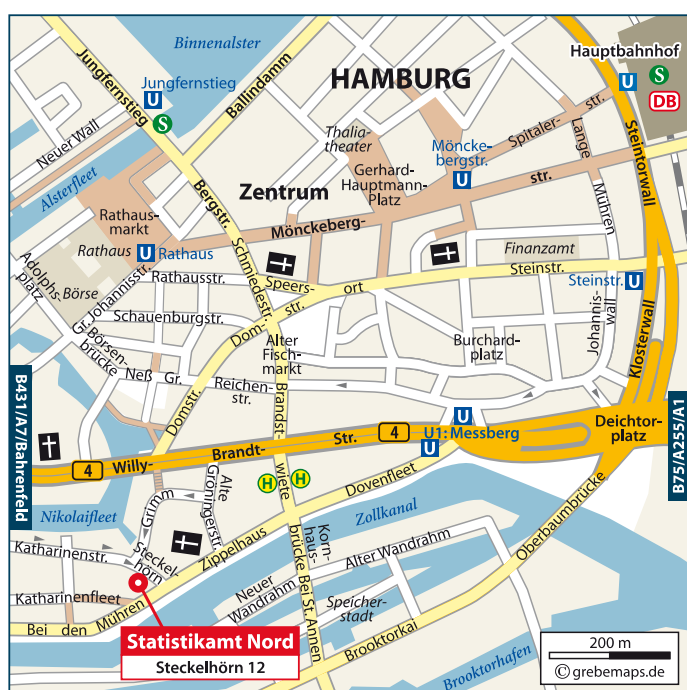 Binnenalster
Jungfernstieg
Jungfernstieg
U
S
Ballindamm
HAMBURG
Hauptbahnhof
U
S
DB
Neuer Wall
Alsterfleet
Thalia-
theater
Möncke-
bergstr.
U
Spitaler-
str.
Lange
Mühren
Steintorwall
Gerhard-
Hauptmann-
Platz
Zentrum
Bergstr.
Rathaus-
markt
Mönckeberg-
str.
Rathaus
U
Rathaus
Schmiedestr.
Finanzamt
Adolphs-
platz
Börse
Johannisstr.
Rathausstr.
Speers-
ort
Steinstr.
Steinstr.
U
Schauenburgstr.
Dom-
str.
Johannis-
wall
Klosterwall
Gr.
Börsen-
brücke
Alter
Fisch-
markt
Burchard-
platz
Neß
Gr.
Reichen-
str.
Domstr.
Brandst-
wiete
B431/A7/Bahrenfeld
B75/A255/A1
Deichtor-
platz
U
U1: Messberg
U
4
Willy-
Brandt-
Str.
4
H
H
Dovenfleet
Nikolaifleet
Grimm
Alte
Gröningerstr.
Zollkanal
Oberbaumbrücke
Katharinenstr.
Steckel-
hörn
Zippelhaus
Korn-
haus-
brücke
Bei St. Annen
Alter Wandrahm
Katharinenfleet
Neuer
Wandrahm
Speicher-
stadt
Bei den Mühren
Brooktorkai
Brooktorhafen
Statistikamt Nord
Steckelhörn 12
200 m
© grebemaps.de